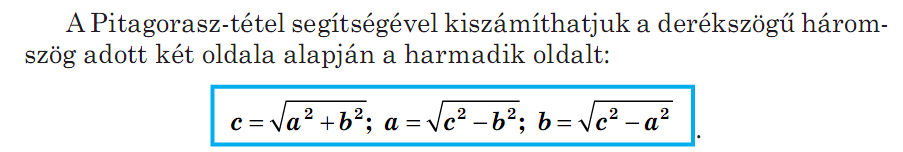 A Pitagorasz-tétel segítségével kiszámíthatjuk a derékszögű három-
szög adott két oldala alapján a harmadik oldalt:
c = √(a² + b²); a = √(c² − b²); b = √(c² − a²).